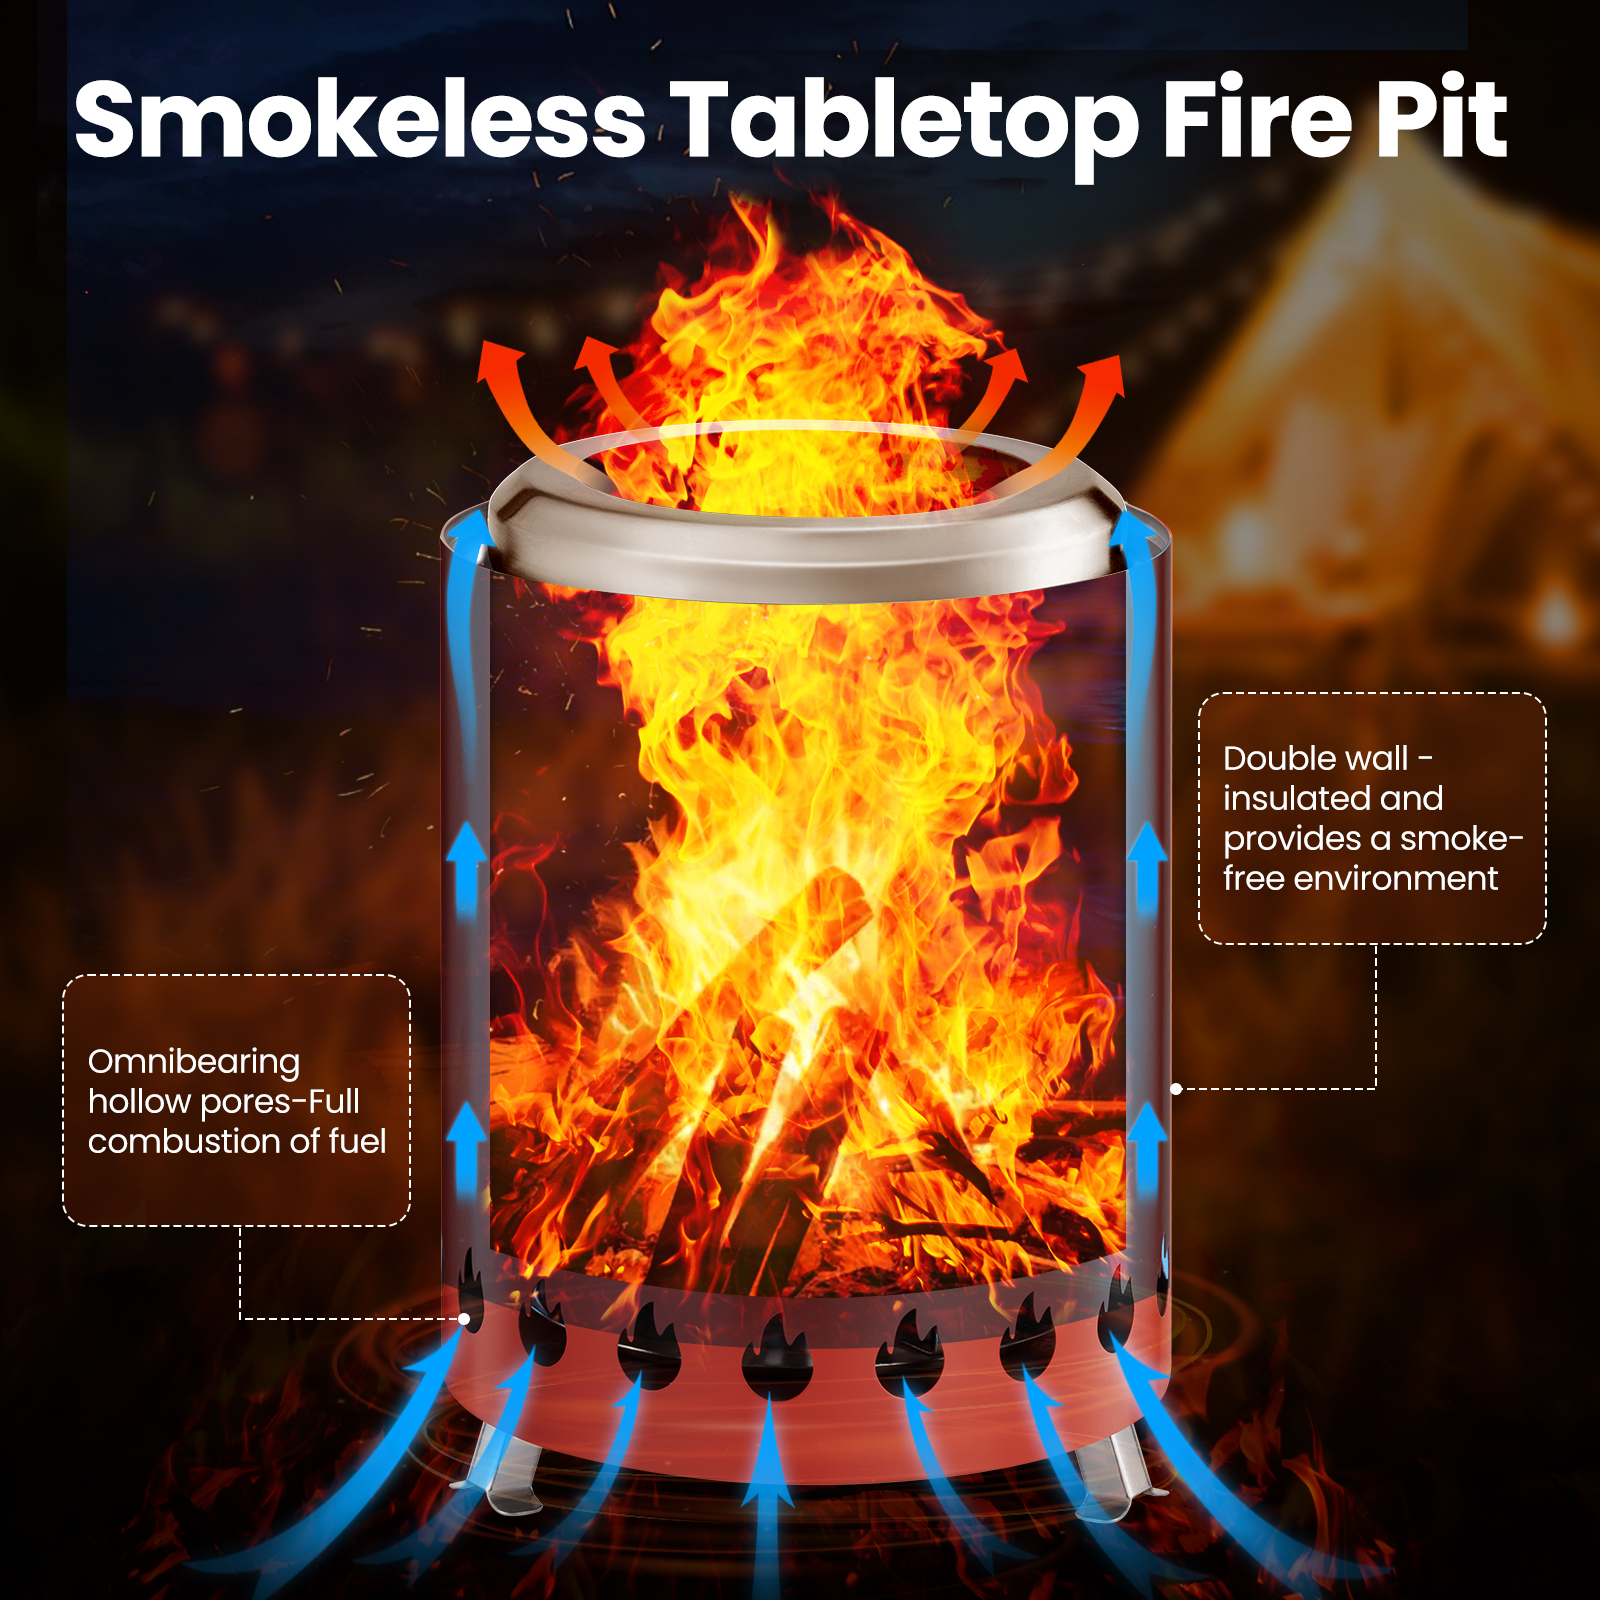 Smokeless Tabletop Fire Pit
Double wall -
insulated and
provides a smoke-
free environment
Omnibearing
hollow pores-Full
combustion of fuel